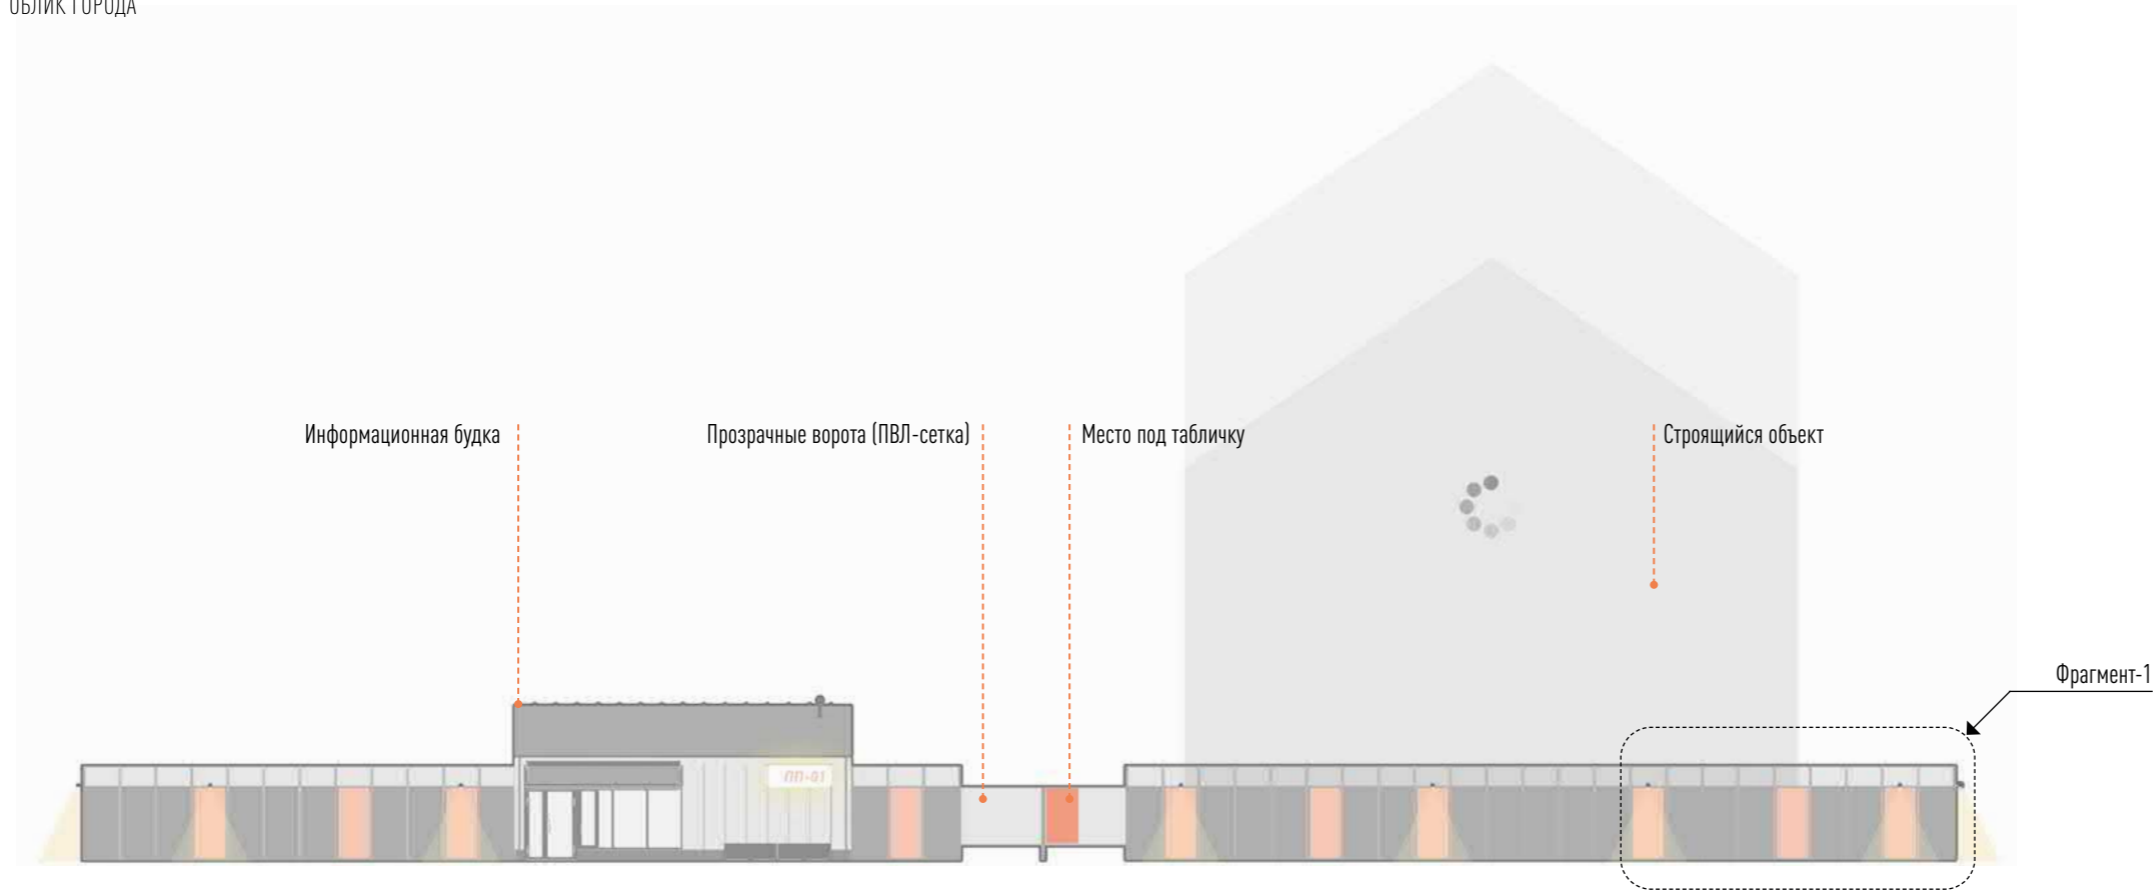 ОБЛИК ГОРОДА
Информационная будка
Прозрачные ворота (ПВЛ-сетка)
Место под табличку
Строящийся объект
Фрагмент-1
ПП-01